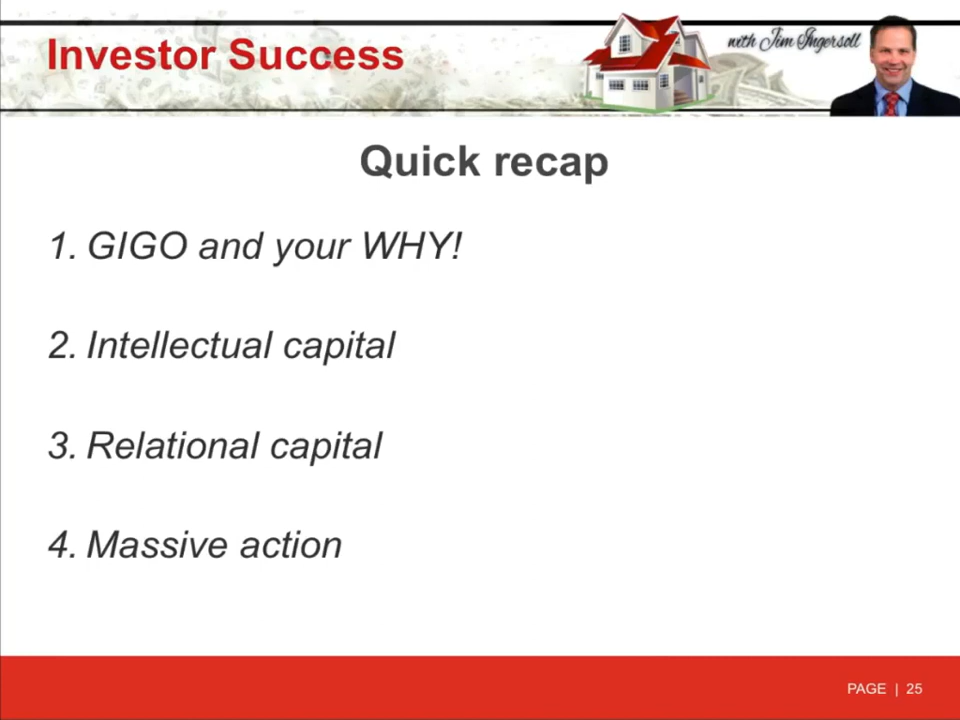 Investor Success
with Jim Ingersoll
Quick recap
1. GIGO and your WHY!
2. Intellectual capital
3. Relational capital
4. Massive action
PAGE | 25